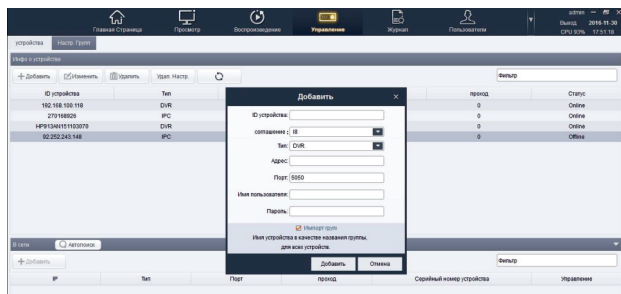 admin
Главная Страница Просмотр Воспроизведение Управление Журнал Пользователи
Выход 2016-11-30
CPU 93% 17:51:18
устройства Настр. Групп
Инфо о устройства
Добавить Изменить Удалить Удал. Настр. Фильтр
ID устройства Тип проход Статус
192.168.100.118 DVR 0 Online
270168926 IPC 0 Online
HP813AN151103070 DVR 0 Online
92.252.243.148 IPC 0 Offline
Добавить
ID устройства:
соглашение : III
Тип: DVR
Адрес:
Порт: 5050
Имя пользователя:
Пароль:
Импорт груп
Имя устройства в качестве названия группы,
для всех устройств.
Добавить Отмена
В сети Автопоиск
Добавить Фильтр
IP Тип Порт проход Серийный номер устройства Управление